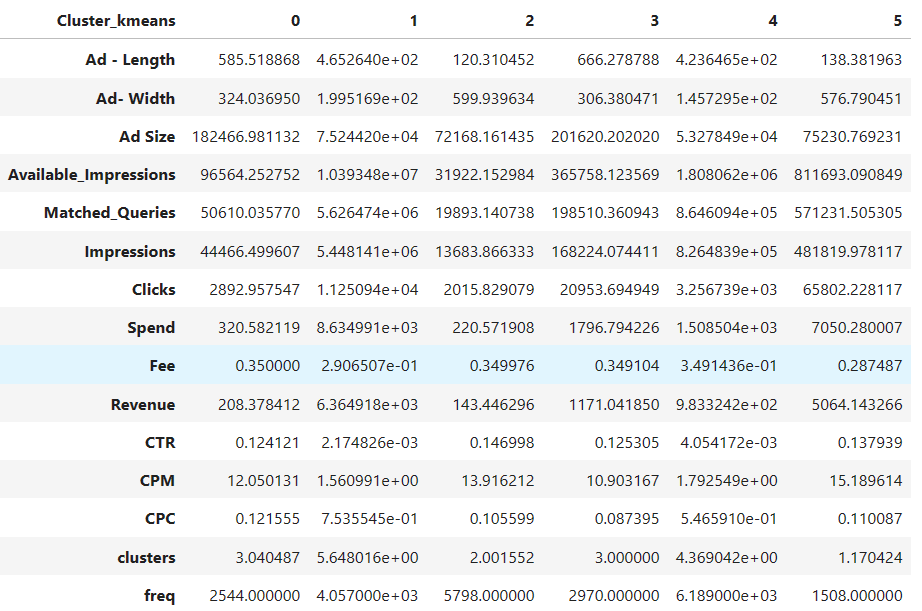 Cluster_kmeans 0 1 2 3 4 5
Ad - Length 585.518868 4.652640e+02 120.310452 666.278788 4.236465e+02 138.381963
Ad- Width 324.036950 1.995169e+02 599.939634 306.380471 1.457295e+02 576.790451
Ad Size 182466.981132 7.524420e+04 72168.161435 201620.202020 5.327849e+04 75230.769231
Available_Impressions 96564.252752 1.039348e+07 31922.152984 365758.123569 1.808062e+06 811693.090849
Matched_Queries 50610.035770 5.626474e+06 19893.140738 198510.360943 8.646094e+05 571231.505305
Impressions 44466.499607 5.448141e+06 13683.866333 168224.074411 8.264839e+05 481819.978117
Clicks 2892.957547 1.125094e+04 2015.829079 20953.694949 3.256739e+03 65802.228117
Spend 320.582119 8.634991e+03 220.571908 1796.794226 1.508504e+03 7050.280007
Fee 0.350000 2.906507e-01 0.349976 0.349104 3.491436e-01 0.287487
Revenue 208.378412 6.364918e+03 143.446296 1171.041850 9.833242e+02 5064.143266
CTR 0.124121 2.174826e-03 0.146998 0.125305 4.054172e-03 0.137939
CPM 12.050131 1.560991e+00 13.916212 10.903167 1.792549e+00 15.189614
CPC 0.121555 7.535545e-01 0.105599 0.087395 5.465910e-01 0.110087
clusters 3.040487 5.648016e+00 2.001552 3.000000 4.369042e+00 1.170424
freq 2544.000000 4.057000e+03 5798.000000 2970.000000 6.189000e+03 1508.000000